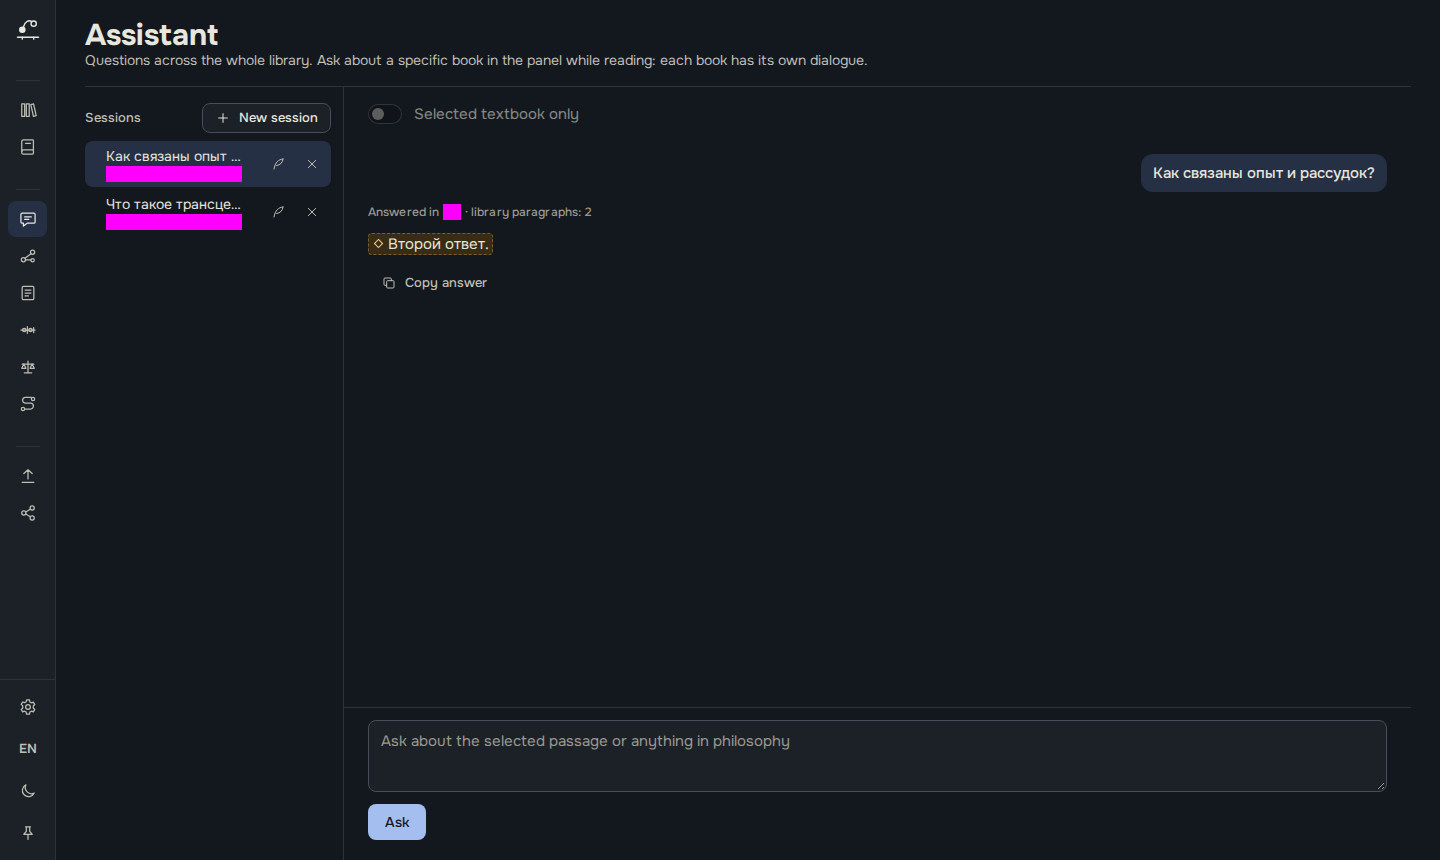 Assistant
Questions across the whole library. Ask about a specific book in the panel while reading: each book has its own dialogue.
Sessions
New session
Как связаны опыт ...
Что такое трансце...
Selected textbook only
Как связаны опыт и рассудок?
Answered in · library paragraphs: 2
Второй ответ.
Copy answer
Ask about the selected passage or anything in philosophy
Ask
EN